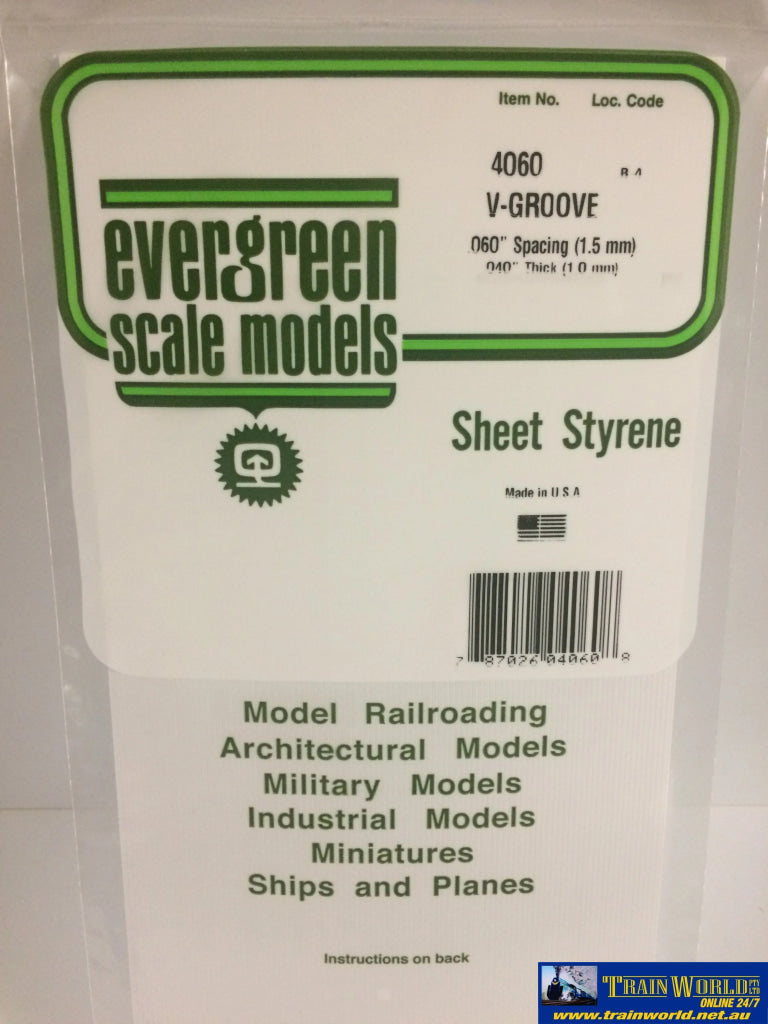 Item No. Loc. Code
4060 B 4
V-GROOVE
.060" Spacing (1.5 mm)
.040" Thick (1.0 mm)
evergreen
scale models
Sheet Styrene
Made in U S A
7 87026 04060 8
Model Railroading
Architectural Models
Military Models
Industrial Models
Miniatures
Ships and Planes
Instructions on back
TRAIN WORLD PTY LTD
ONLINE 24/7
www.trainworld.net.au